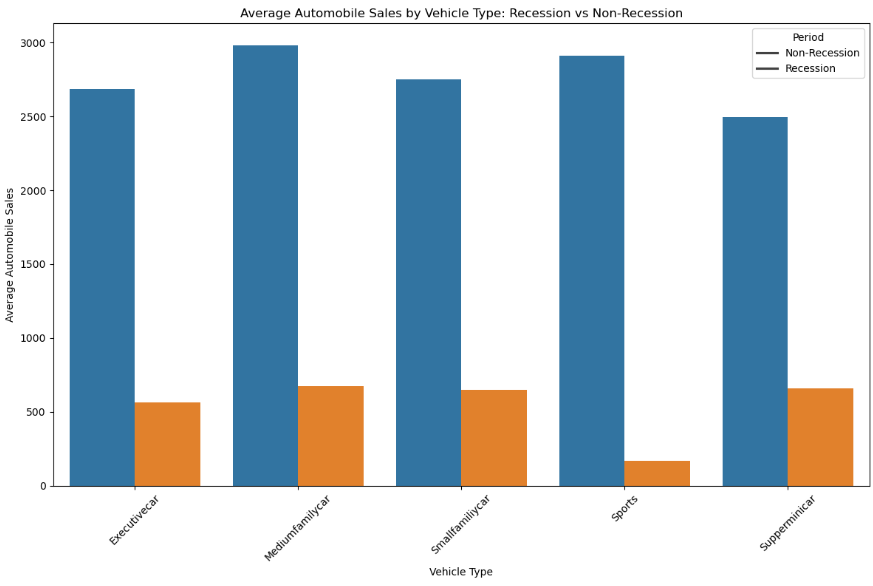 Average Automobile Sales by Vehicle Type: Recession vs Non-Recession
Period
Non-Recession
Recession
Average Automobile Sales
3000
2500
2000
1500
1000
500
0
Executivecar
Mediumfamilycar
Smallfamiliycar
Sports
Supperminicar
Vehicle Type